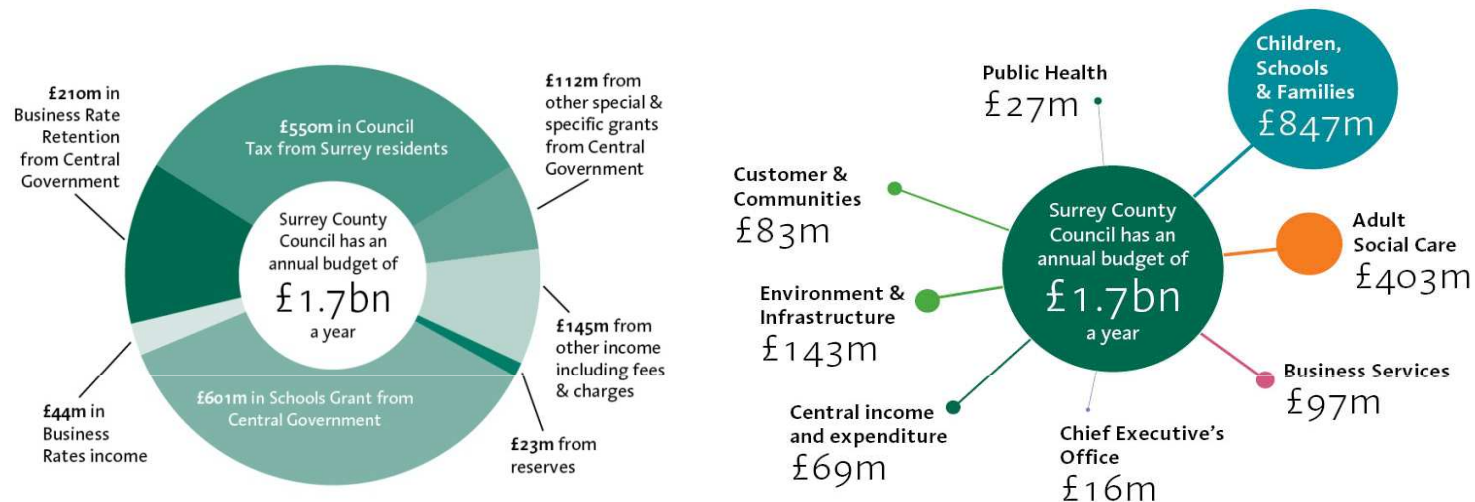 £210m in
Business Rate
Retention
from Central
Government
£550m in Council
Tax from Surrey residents
£112m from
other special &
specific grants
from Central
Government
Surrey County
Council has an
annual budget of
£1.7bn
a year
£145m from
other income
including fees
& charges
£44m in
Business
Rates income
£601m in Schools Grant from
Central Government
£23m from
reserves
Public Health
£27m
Children,
Schools
& Families
£847m
Customer &
Communities
£83m
Surrey County
Council has an
annual budget of
£1.7bn
a year
Adult
Social Care
£403m
Environment &
Infrastructure
£143m
Business Services
£97m
Central income
and expenditure
£69m
Chief Executive's
Office
£16m